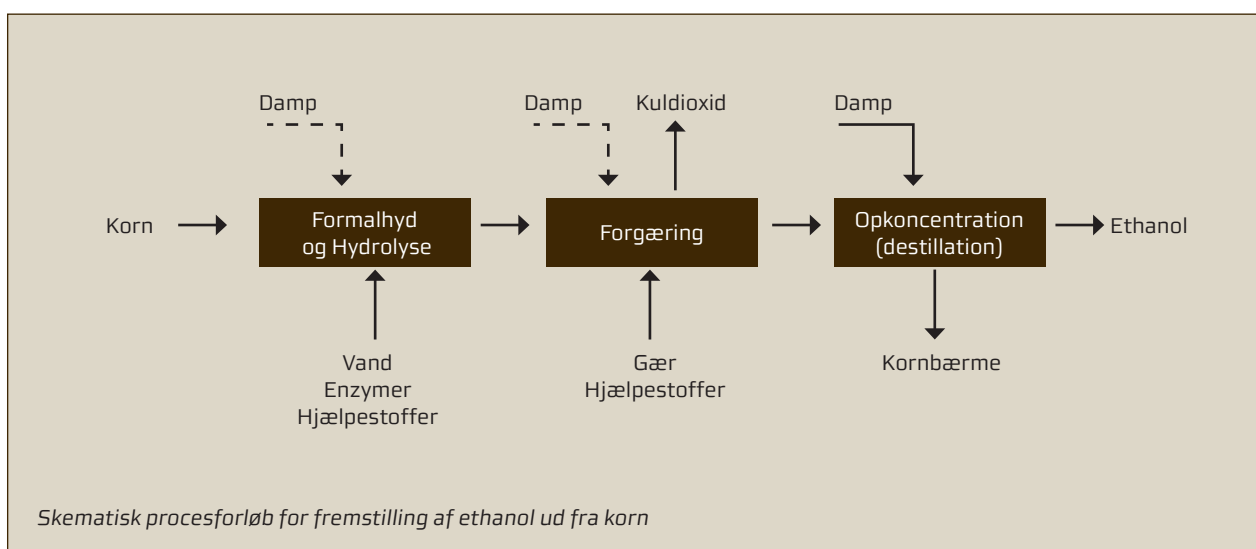 Damp
Damp
Kuldioxid
Damp
Korn
Formalhyd
og Hydrolyse
Forgæring
Opkoncentration
(destillation)
Ethanol
Vand
Enzymer
Hjælpestoffer
Gær
Hjælpestoffer
Kornbærme
Skematisk procesforløb for fremstilling af ethanol ud fra korn